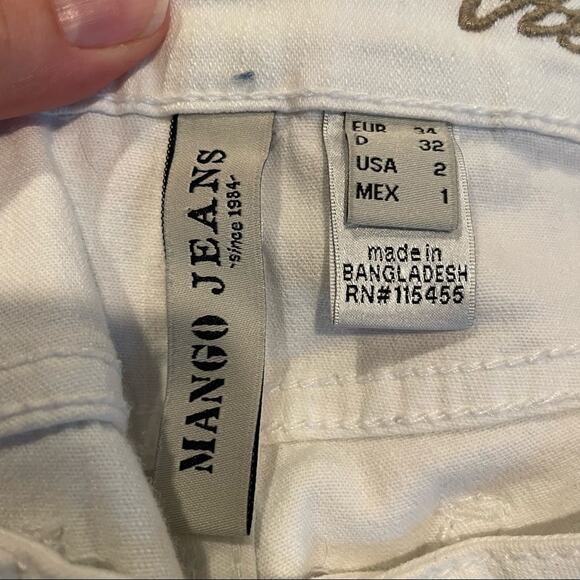 MANGO JEANS
-since 1984-
EUR 34
D 32
USA 2
MEX 1
made in
BANGLADESH
RN#115455